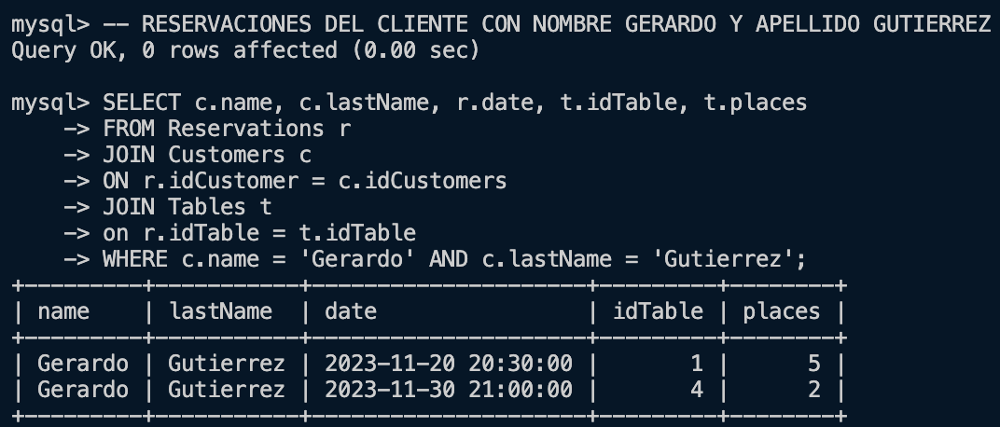 mysql> -- RESERVACIONES DEL CLIENTE CON NOMBRE GERARDO Y APELLIDO GUTIERREZ
Query OK, 0 rows affected (0.00 sec)

mysql> SELECT c.name, c.lastName, r.date, t.idTable, t.places
    -> FROM Reservations r
    -> JOIN Customers c
    -> ON r.idCustomer = c.idCustomers
    -> JOIN Tables t
    -> on r.idTable = t.idTable
    -> WHERE c.name = 'Gerardo' AND c.lastName = 'Gutierrez';
+---------+-----------+---------------------+---------+--------+
| name    | lastName  | date                | idTable | places |
+---------+-----------+---------------------+---------+--------+
| Gerardo | Gutierrez | 2023-11-20 20:30:00 |       1 |      5 |
| Gerardo | Gutierrez | 2023-11-30 21:00:00 |       4 |      2 |
+---------+-----------+---------------------+---------+--------+